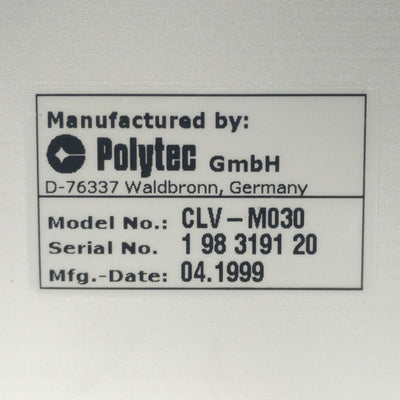 Manufactured by:
Polytec GmbH
D-76337 Waldbronn, Germany
Model No.: CLV-M030
Serial No. 1 98 3191 20
Mfg.-Date: 04.1999